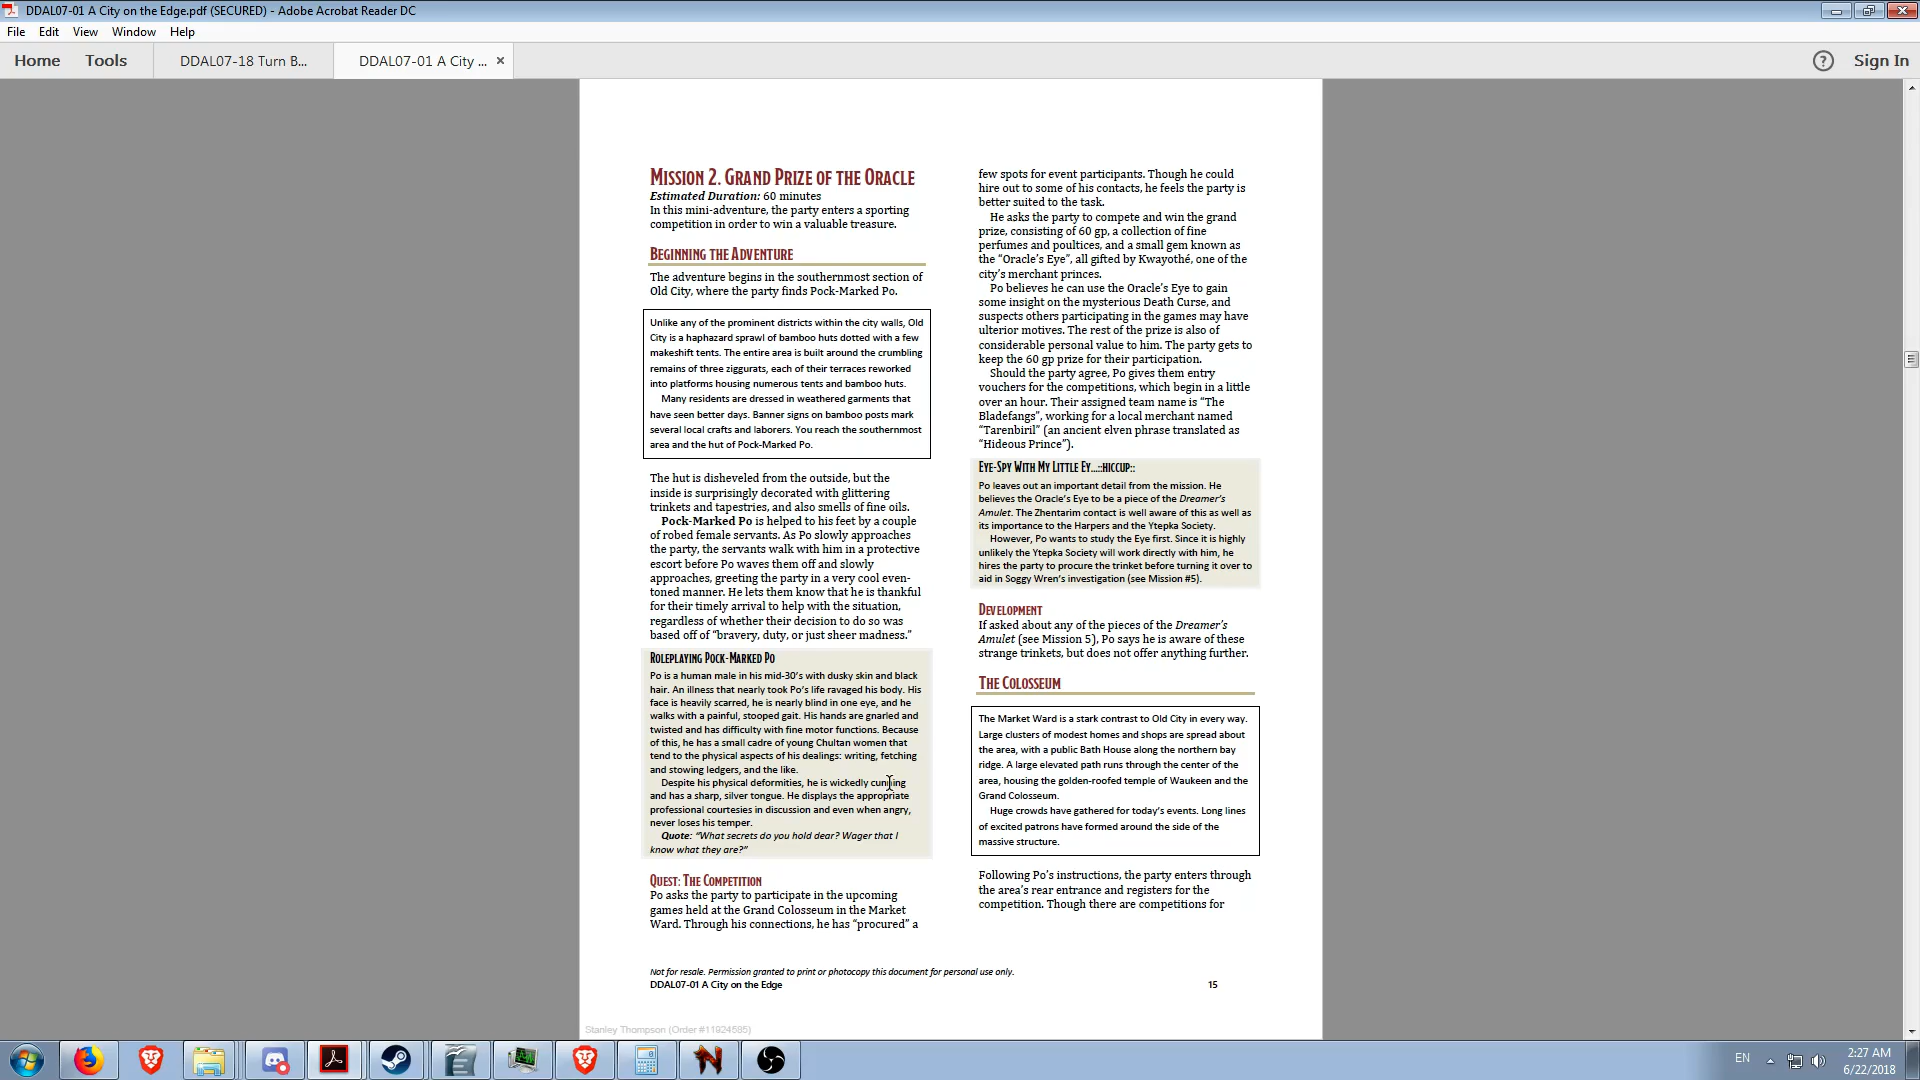 DDAL07-01 A City on the Edge.pdf (SECURED) - Adobe Acrobat Reader DC
File Edit View Window Help
Home Tools DDAL07-18 Turn B... DDAL07-01 A City ... × ? Sign In
MISSION 2. GRAND PRIZE OF THE ORACLE
Estimated Duration: 60 minutes
In this mini-adventure, the party enters a sporting
competition in order to win a valuable treasure.
BEGINNING THE ADVENTURE
The adventure begins in the southernmost section of
Old City, where the party finds Pock-Marked Po.
Unlike any of the prominent districts within the city walls, Old
City is a haphazard sprawl of bamboo huts dotted with a few
makeshift tents. The entire area is built around the crumbling
remains of three ziggurats, each of their terraces reworked
into platforms housing numerous tents and bamboo huts.
Many residents are dressed in weathered garments that
have seen better days. Banner signs on bamboo posts mark
several local crafts and laborers. You reach the southernmost
area and the hut of Pock-Marked Po.
The hut is disheveled from the outside, but the
inside is surprisingly decorated with glittering
trinkets and tapestries, and also smells of fine oils.
Pock-Marked Po is helped to his feet by a couple
of robed female servants. As Po slowly approaches
the party, the servants walk with him in a protective
escort before Po waves them off and slowly
approaches, greeting the party in a very cool even-
toned manner. He lets them know that he is thankful
for their timely arrival to help with the situation,
regardless of whether their decision to do so was
based off of “bravery, duty, or just sheer madness.”
ROLEPLAYING POCK-MARKED PO
Po is a human male in his mid-30’s with dusky skin and black
hair. An illness that nearly took Po’s life ravaged his body. His
face is heavily scarred, he is nearly blind in one eye, and he
walks with a painful, stooped gait. His hands are gnarled and
twisted and has difficulty with fine motor functions. Because
of this, he has a small cadre of young Chultan women that
tend to the physical aspects of his dealings: writing, fetching
and stowing ledgers, and the like.
Despite his physical deformities, he is wickedly cunning
and has a sharp, silver tongue. He displays the appropriate
professional courtesies in discussion and even when angry,
never loses his temper.
Quote: “What secrets do you hold dear? Wager that I
know what they are?”
QUEST: THE COMPETITION
Po asks the party to participate in the upcoming
games held at the Grand Colosseum in the Market
Ward. Through his connections, he has “procured” a
few spots for event participants. Though he could
hire out to some of his contacts, he feels the party is
better suited to the task.
He asks the party to compete and win the grand
prize, consisting of 60 gp, a collection of fine
perfumes and poultices, and a small gem known as
the “Oracle’s Eye”, all gifted by Kwayothé, one of the
city’s merchant princes.
Po believes he can use the Oracle’s Eye to gain
some insight on the mysterious Death Curse, and
suspects others participating in the games may have
ulterior motives. The rest of the prize is also of
considerable personal value to him. The party gets to
keep the 60 gp prize for their participation.
Should the party agree, Po gives them entry
vouchers for the competitions, which begin in a little
over an hour. Their assigned team name is “The
Bladefangs”, working for a local merchant named
“Tarenbiril” (an ancient elven phrase translated as
“Hideous Prince”).
EYE-SPY WITH MY LITTLE EY...::HICCUP::
Po leaves out an important detail from the mission. He
believes the Oracle’s Eye to be a piece of the Dreamer’s
Amulet. The Zhentarim contact is well aware of this as well as
its importance to the Harpers and the Ytepka Society.
However, Po wants to study the Eye first. Since it is highly
unlikely the Ytepka Society will work directly with him, he
hires the party to procure the trinket before turning it over to
aid in Soggy Wren’s investigation (see Mission #5).
DEVELOPMENT
If asked about any of the pieces of the Dreamer’s
Amulet (see Mission 5), Po says he is aware of these
strange trinkets, but does not offer anything further.
THE COLOSSEUM
The Market Ward is a stark contrast to Old City in every way.
Large clusters of modest homes and shops are spread about
the area, with a public Bath House along the northern bay
ridge. A large elevated path runs through the center of the
area, housing the golden-roofed temple of Waukeen and the
Grand Colosseum.
Huge crowds have gathered for today’s events. Long lines
of excited patrons have formed around the side of the
massive structure.
Following Po’s instructions, the party enters through
the area’s rear entrance and registers for the
competition. Though there are competitions for
Not for resale. Permission granted to print or photocopy this document for personal use only.
DDAL07-01 A City on the Edge 15
Stanley Thompson (Order #11924585)
EN 2:27 AM
6/22/2018